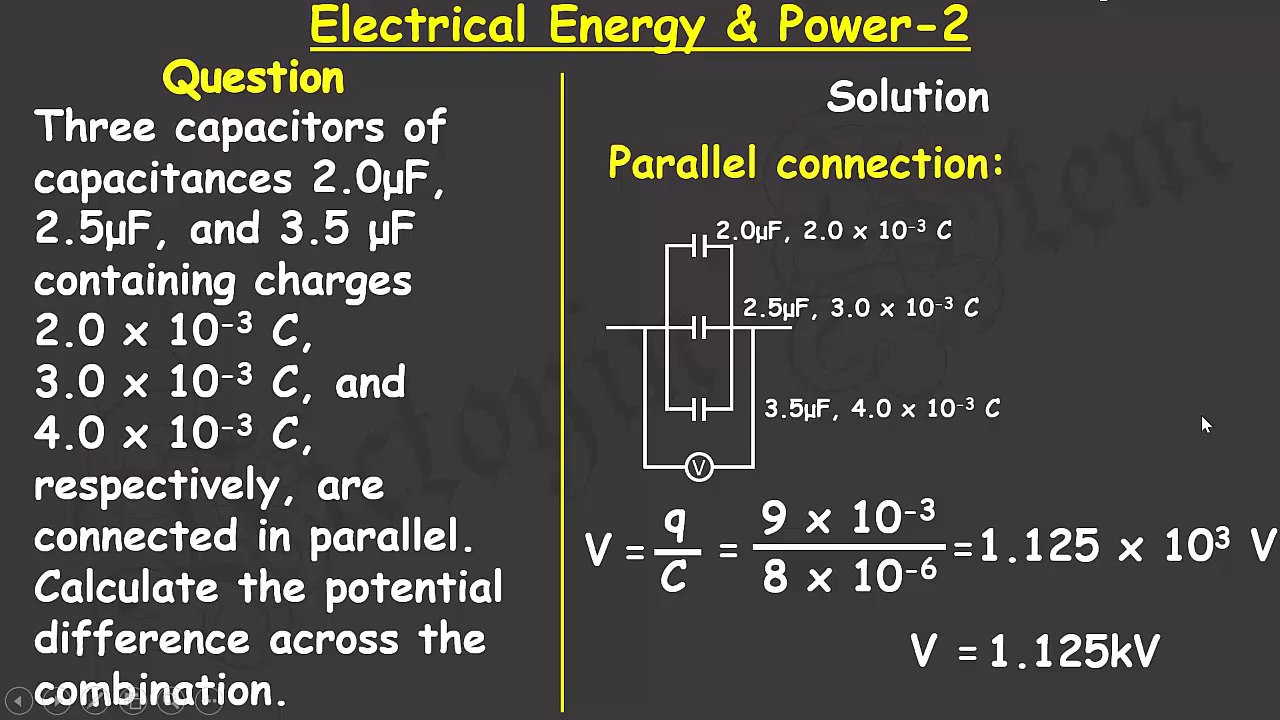 Electrical Energy & Power-2
Question
Three capacitors of
capacitances 2.0μF,
2.5μF, and 3.5 μF
containing charges
2.0 x 10⁻³ C,
3.0 x 10⁻³ C, and
4.0 x 10⁻³ C,
respectively, are
connected in parallel.
Calculate the potential
difference across the
combination.
Solution
Parallel connection:
2.0μF, 2.0 x 10⁻³ C
2.5μF, 3.0 x 10⁻³ C
3.5μF, 4.0 x 10⁻³ C
V
V = q/C = 9 x 10⁻³ / 8 x 10⁻⁶ = 1.125 x 10³ V
V = 1.125kV